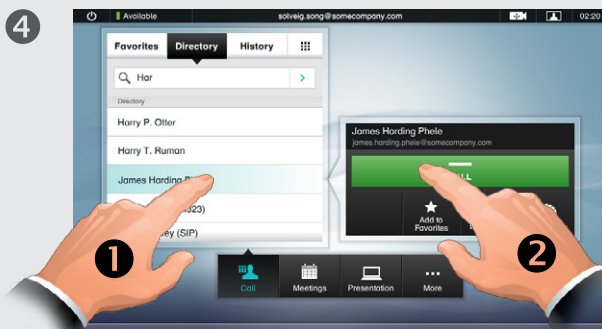 4
Available solveig.song@somecompany.com 02:20
Favorites Directory History
Har
Directory
Harry P. Otter
Harry T. Ruman
James Harding
323)
ey (SIP)
James Harding Phele
james.harding.phele@somecompany.com
Add to
Favorites
1
2
Call Meetings Presentation More